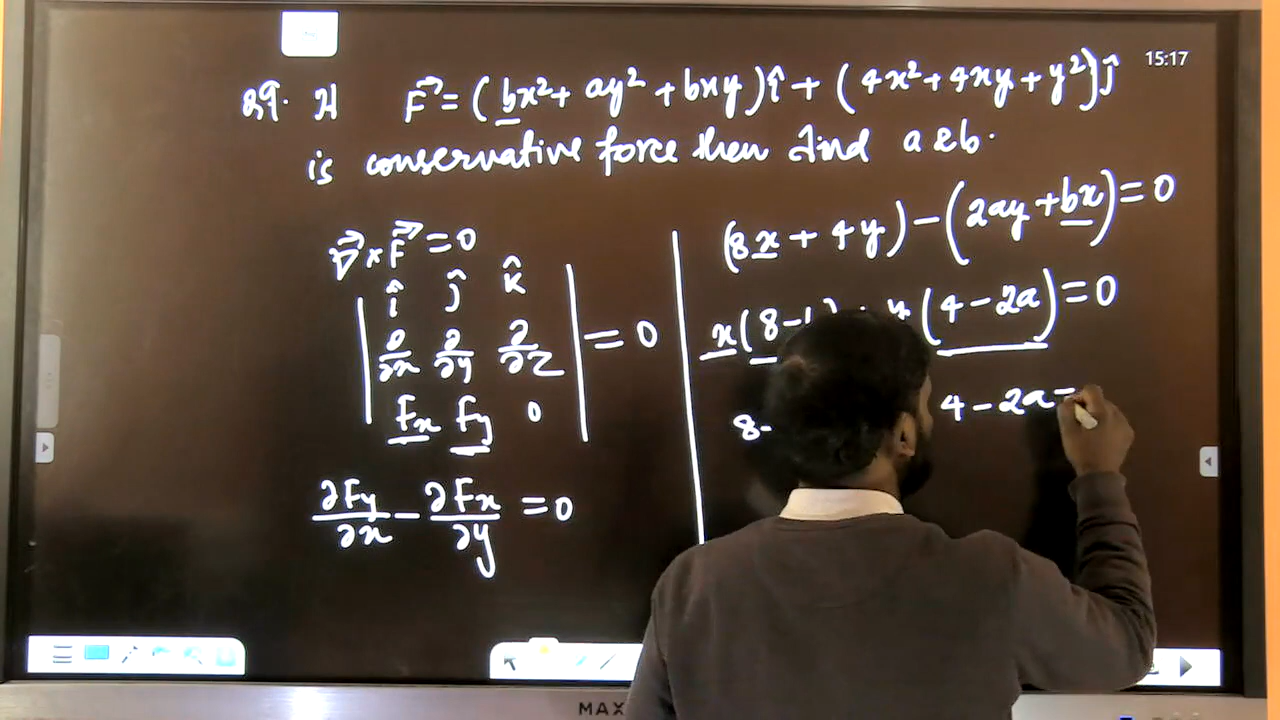 15:17
Q9. If F⃗ = (bx² + ay² + bxy)î + (4x² + 4xy + y²)ĵ
is conservative force then find a & b.
∇⃗ × F⃗ = 0
| î ĵ k̂ |
| ∂/∂x ∂/∂y ∂/∂z | = 0
| Fx Fy 0 |
∂Fy/∂x − ∂Fx/∂y = 0
(8x + 4y) − (2ay + bx) = 0
x(8 − y(4 − 2a) = 0
8- 4 − 2a =
MAX